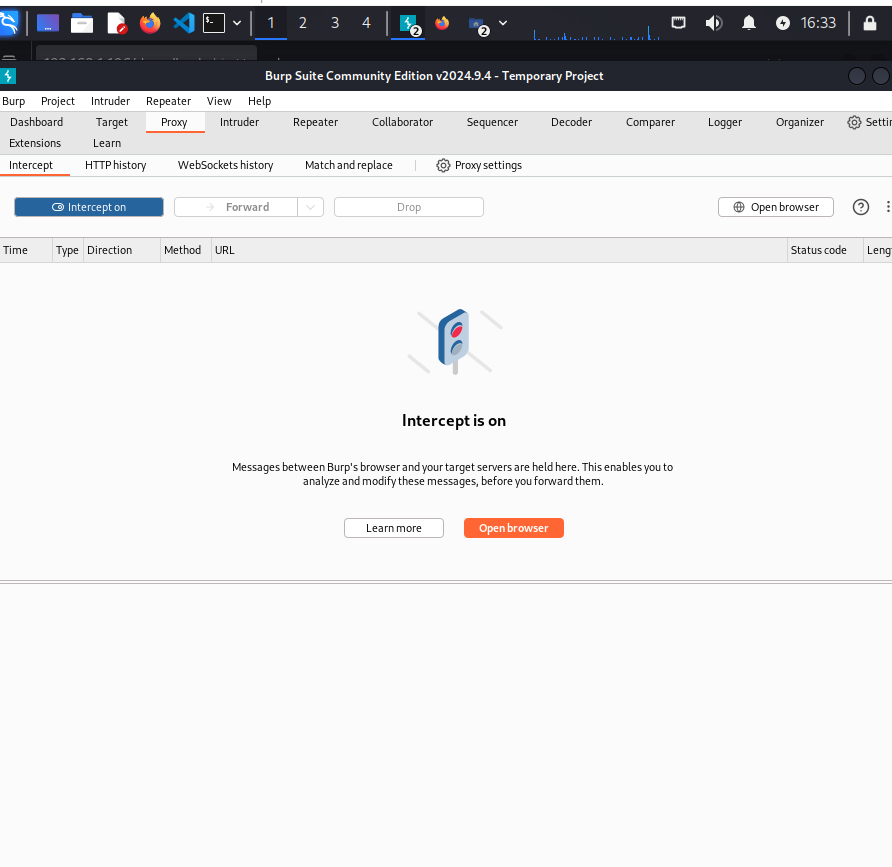 1 2 3 4 2 2 16:33
Burp Suite Community Edition v2024.9.4 - Temporary Project
Burp Project Intruder Repeater View Help
Dashboard Target Proxy Intruder Repeater Collaborator Sequencer Decoder Comparer Logger Organizer Settin
Extensions Learn
Intercept HTTP history WebSockets history Match and replace Proxy settings
Intercept on Forward Drop Open browser
Time Type Direction Method URL Status code Leng
Intercept is on
Messages between Burp's browser and your target servers are held here. This enables you to
analyze and modify these messages, before you forward them.
Learn more Open browser